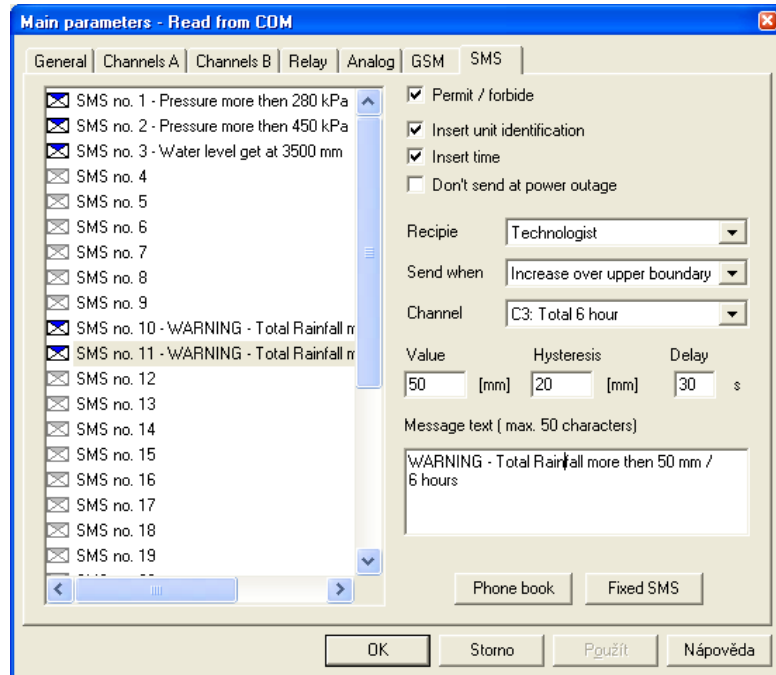 Main parameters - Read from COM
General Channels A Channels B Relay Analog GSM SMS
SMS no. 1 - Pressure more then 280 kPa
SMS no. 2 - Pressure more then 450 kPa
SMS no. 3 - Water level get at 3500 mm
SMS no. 4
SMS no. 5
SMS no. 6
SMS no. 7
SMS no. 8
SMS no. 9
SMS no. 10 - WARNING - Total Rainfall
SMS no. 11 - WARNING - Total Rainfall
SMS no. 12
SMS no. 13
SMS no. 14
SMS no. 15
SMS no. 16
SMS no. 17
SMS no. 18
SMS no. 19
Permit / forbide
Insert unit identification
Insert time
Don't send at power outage
Recipie Technologist
Send when Increase over upper boundary
Channel C3: Total 6 hour
Value Hysteresis Delay
50 [mm] 20 [mm] 30 s
Message text ( max. 50 characters)
WARNING - Total Rainfall more then 50 mm /
6 hours
Phone book Fixed SMS
OK Storno Použít Nápověda